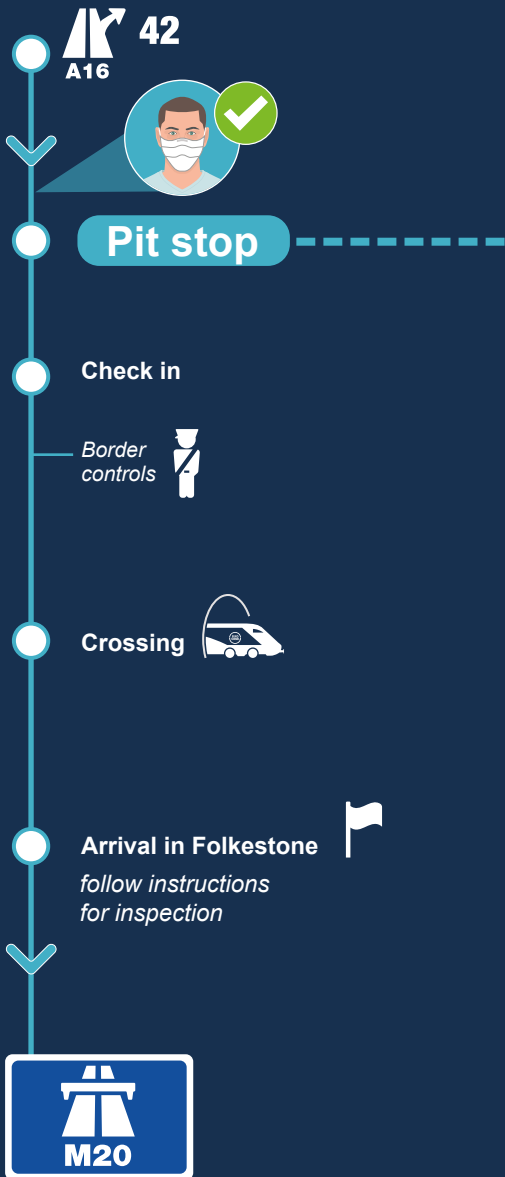 42
A16
Pit stop
Check in
Border
controls
Crossing
Arrival in Folkestone
follow instructions
for inspection
M20